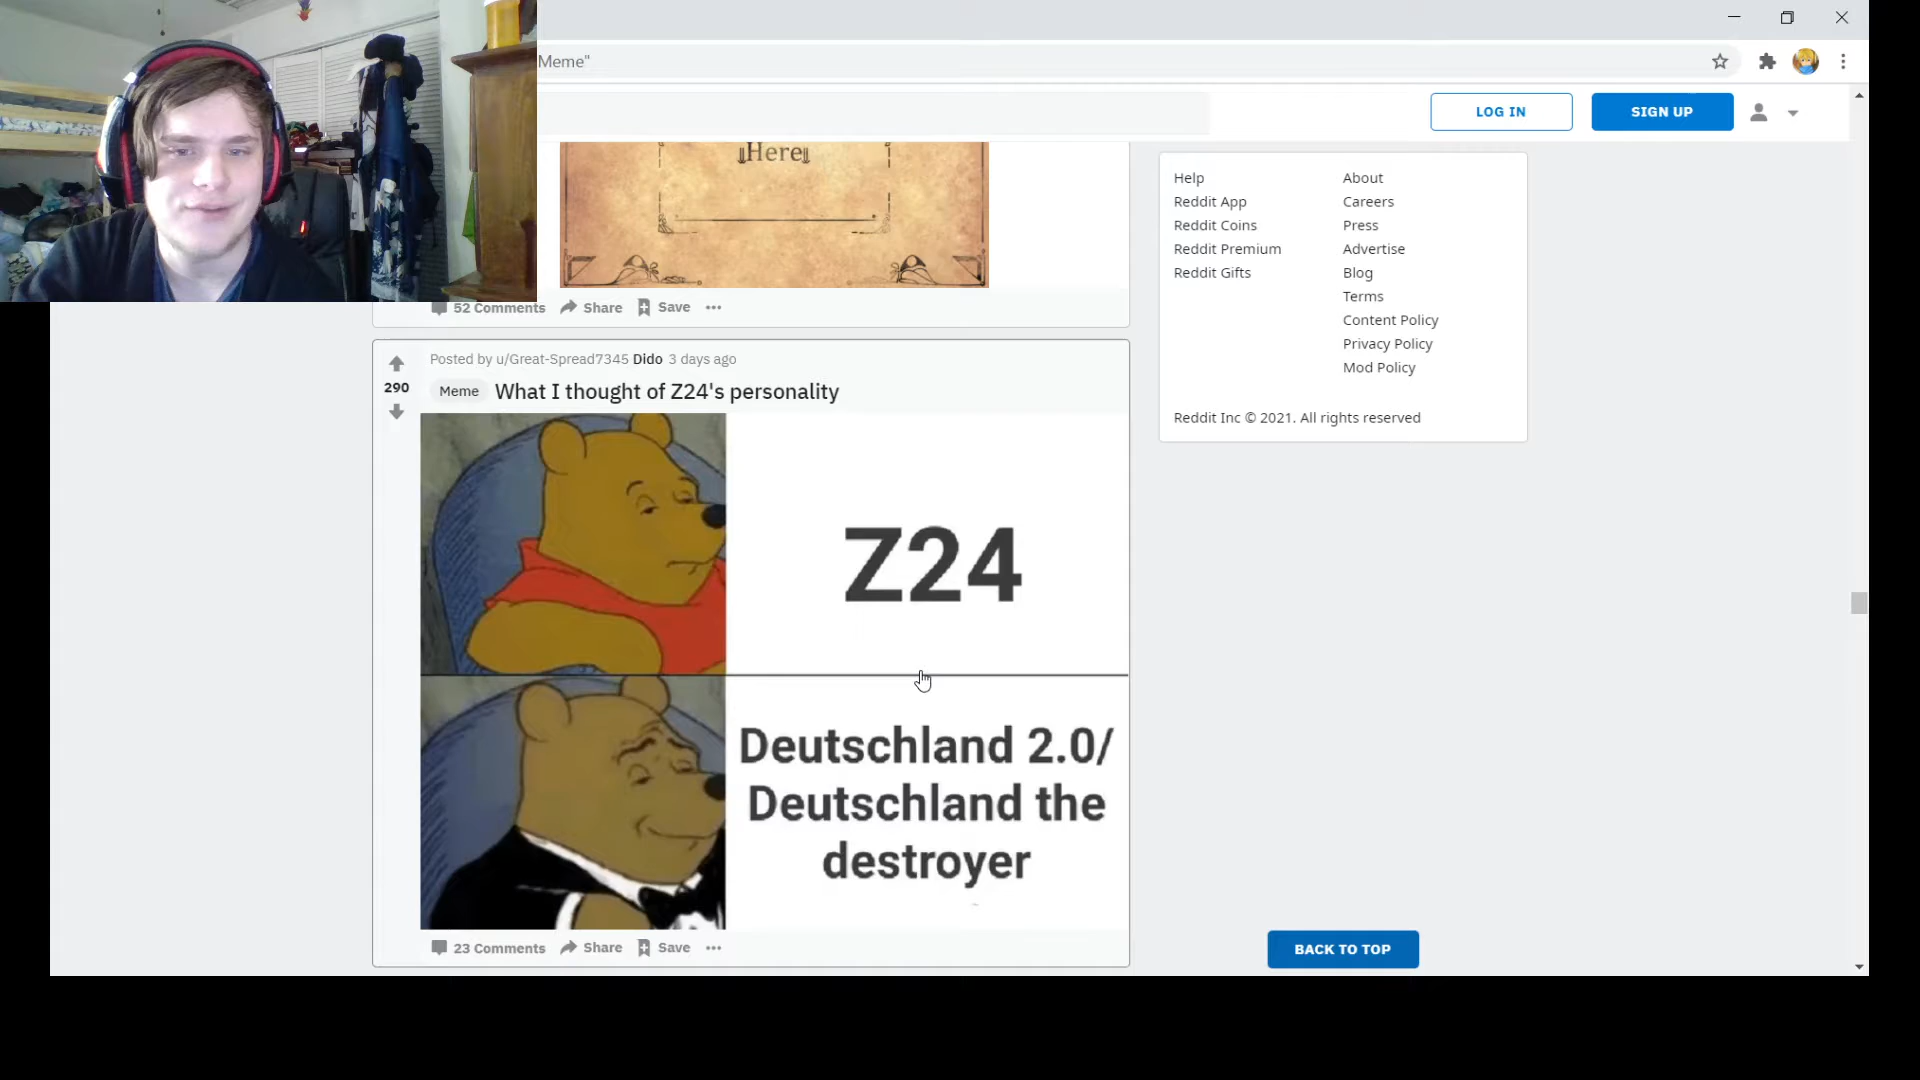 Meme"
LOG IN
SIGN UP
Here
52 Comments Share Save
Help
Reddit App
Reddit Coins
Reddit Premium
Reddit Gifts
About
Careers
Press
Advertise
Blog
Terms
Content Policy
Privacy Policy
Mod Policy
Reddit Inc © 2021. All rights reserved
290
Posted by u/Great-Spread7345 Dido 3 days ago
Meme What I thought of Z24's personality
Z24
Deutschland 2.0/
Deutschland the
destroyer
23 Comments Share Save
BACK TO TOP